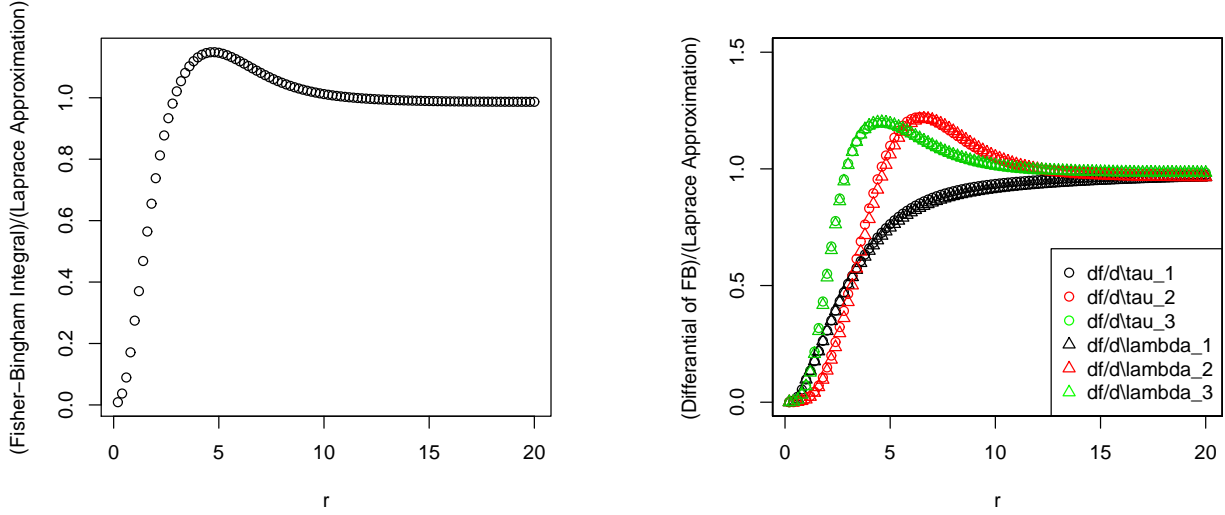 (Fisher−Bingham Integral)/(Laprace Approximation)
0.0
0.2
0.4
0.6
0.8
1.0
0
5
10
15
20
r
(Differential of FB)/(Laprace Approximation)
0.0
0.5
1.0
1.5
0
5
10
15
20
r
df/d\tau_1
df/d\tau_2
df/d\tau_3
df/d\lambda_1
df/d\lambda_2
df/d\lambda_3